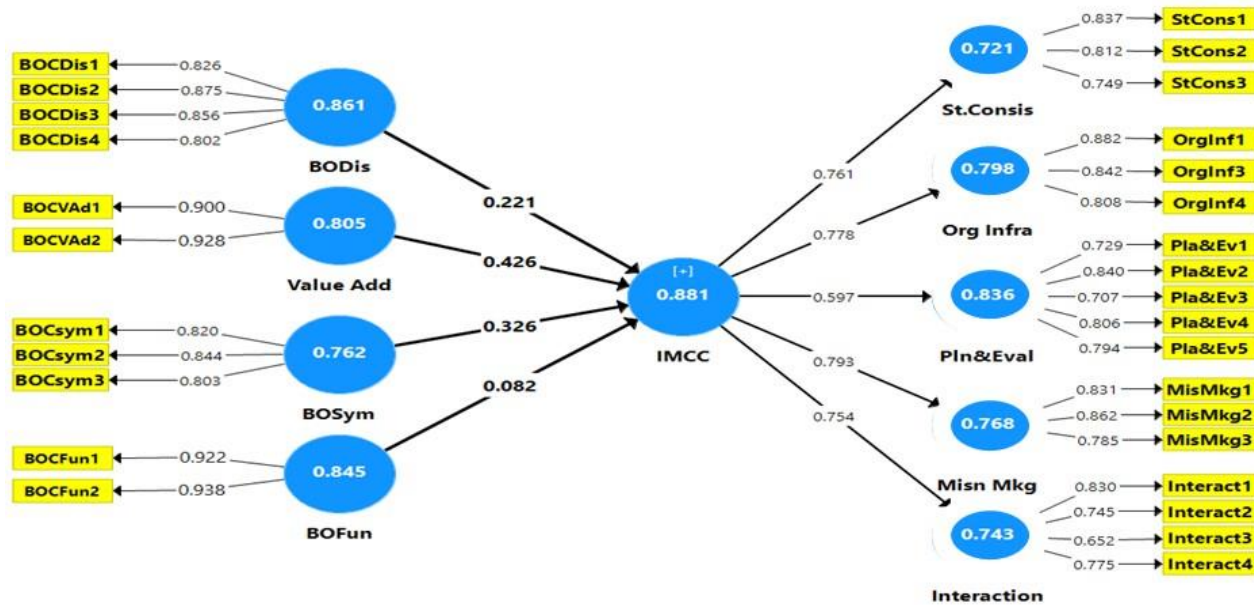 BOCDis1
0.826
BOCDis2
0.875
BOCDis3
0.856
BOCDis4
0.802
0.861
BODis
0.221
BOCVAd1
0.900
BOCVAd2
0.928
0.805
Value Add
0.426
BOCsym1
0.820
BOCsym2
0.844
BOCsym3
0.803
0.762
BOSym
0.326
BOCFun1
0.922
BOCFun2
0.938
0.845
BOFun
0.082
[+]
0.881
IMCC
0.761
0.778
0.597
0.793
0.754
0.721
St.Consis
0.837
StCons1
0.812
StCons2
0.749
StCons3
0.798
Org Infra
0.882
OrgInf1
0.842
OrgInf3
0.808
OrgInf4
0.836
Pln&Eval
0.729
Pla&Ev1
0.840
Pla&Ev2
0.707
Pla&Ev3
0.806
Pla&Ev4
0.794
Pla&Ev5
0.768
Misn Mkg
0.831
MisMkg1
0.862
MisMkg2
0.785
MisMkg3
0.743
Interaction
0.830
Interact1
0.745
Interact2
0.652
Interact3
0.775
Interact4